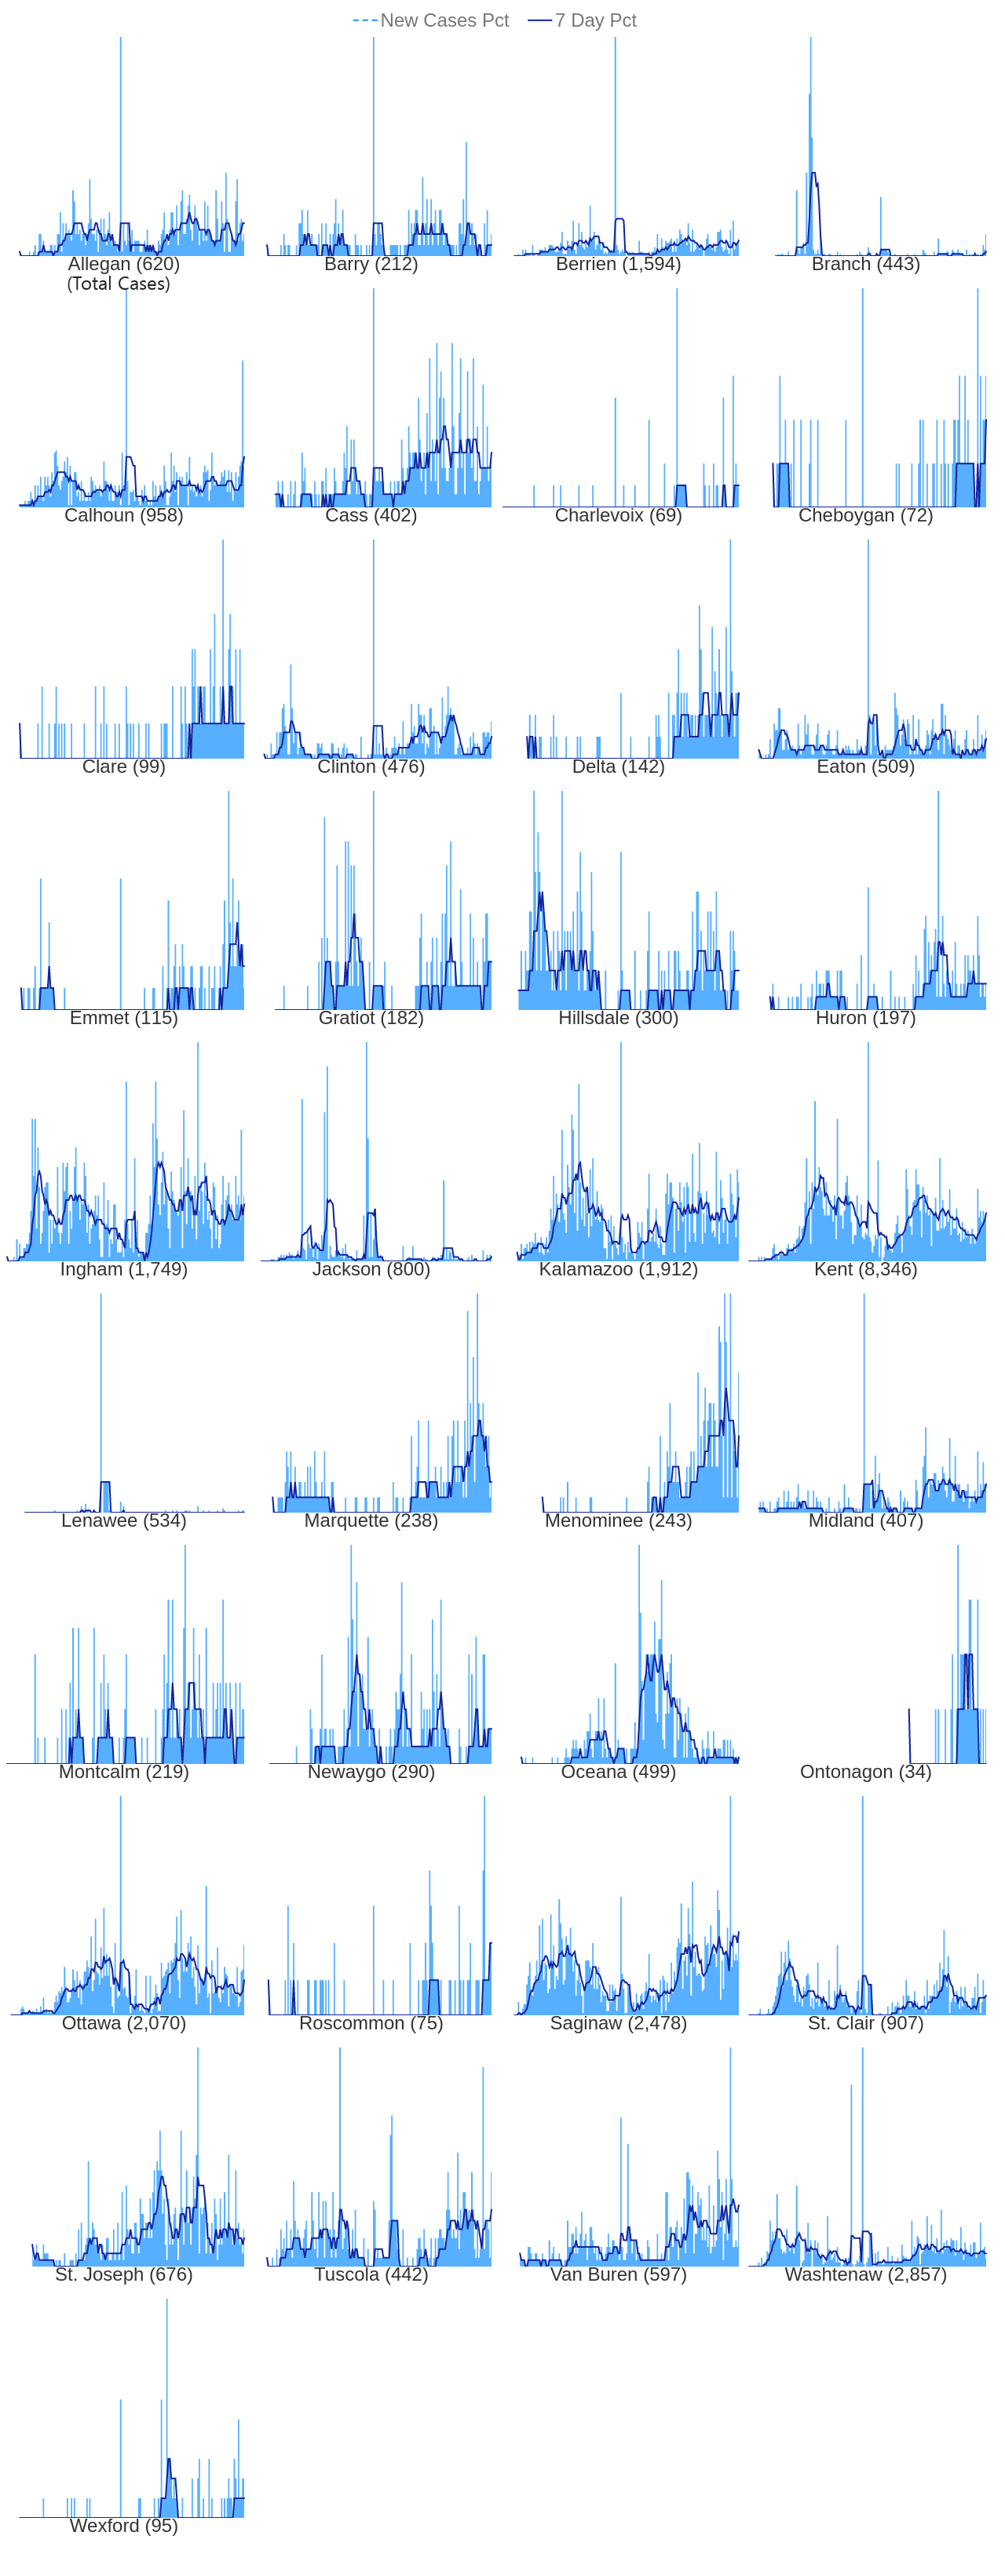 New Cases Pct 7 Day Pct
Allegan (620) Barry (212) Berrien (1,594) Branch (443)
(Total Cases)
Calhoun (958) Cass (402) Charlevoix (69) Cheboygan (72)
Clare (99) Clinton (476) Delta (142) Eaton (509)
Emmet (115) Gratiot (182) Hillsdale (300) Huron (197)
Ingham (1,749) Jackson (800) Kalamazoo (1,912) Kent (8,346)
Lenawee (534) Marquette (238) Menominee (243) Midland (407)
Montcalm (219) Newaygo (290) Oceana (499) Ontonagon (34)
Ottawa (2,070) Roscommon (75) Saginaw (2,478) St. Clair (907)
St. Joseph (676) Tuscola (442) Van Buren (597) Washtenaw (2,857)
Wexford (95)